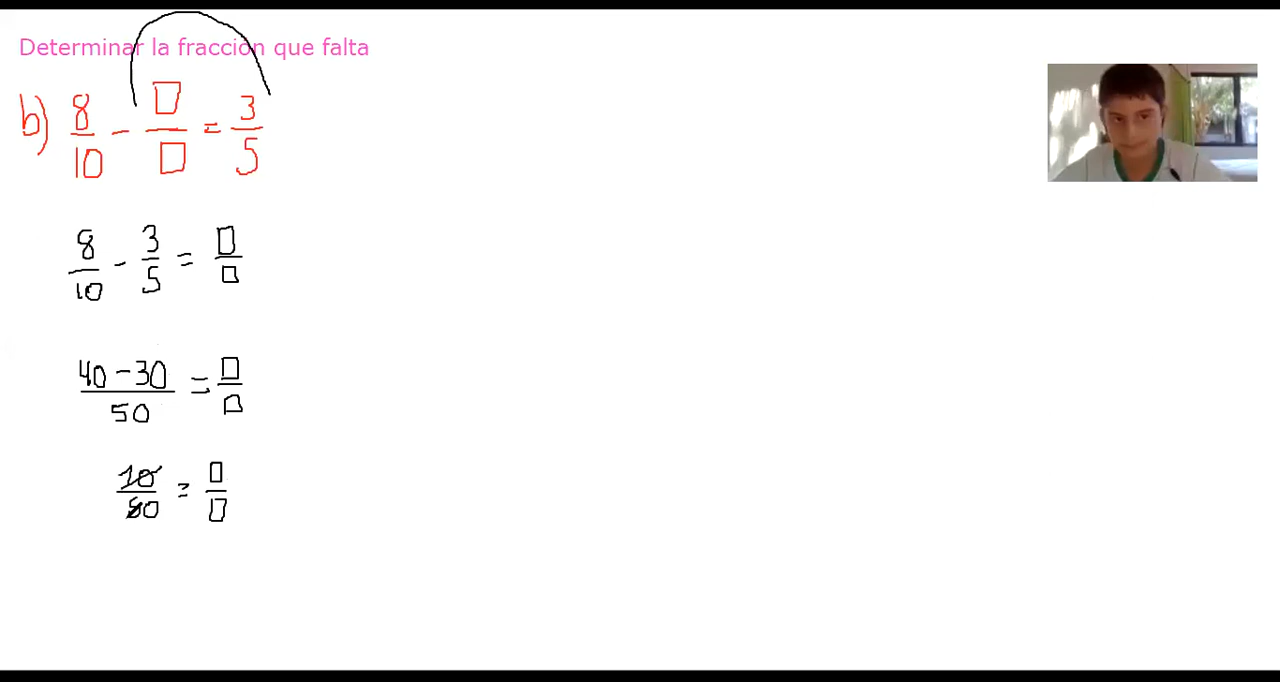 Determinar la fracción que falta
b) 8/10 - □/□ = 3/5
8/10 - 3/5 = □/□
40 - 30/50 = □/□
10/50 = □/□